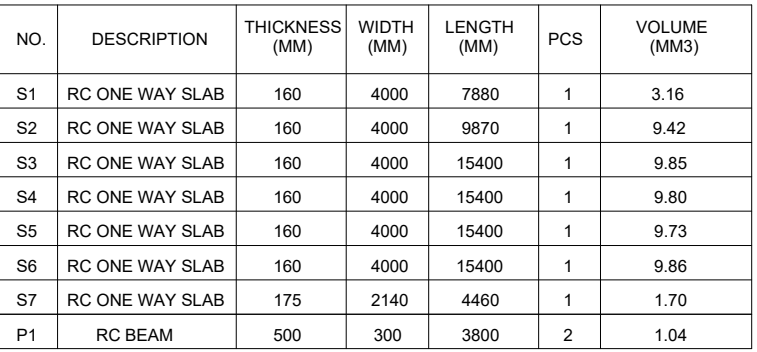 NO. DESCRIPTION THICKNESS (MM) WIDTH (MM) LENGTH (MM) PCS VOLUME (MM3)
S1 RC ONE WAY SLAB 160 4000 7880 1 3.16
S2 RC ONE WAY SLAB 160 4000 9870 1 9.42
S3 RC ONE WAY SLAB 160 4000 15400 1 9.85
S4 RC ONE WAY SLAB 160 4000 15400 1 9.80
S5 RC ONE WAY SLAB 160 4000 15400 1 9.73
S6 RC ONE WAY SLAB 160 4000 15400 1 9.86
S7 RC ONE WAY SLAB 175 2140 4460 1 1.70
P1 RC BEAM 500 300 3800 2 1.04